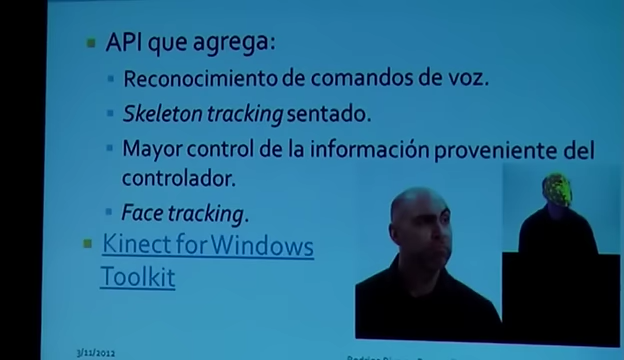 API que agrega:
Reconocimiento de comandos de voz.
Skeleton tracking sentado.
Mayor control de la información proveniente del
controlador.
Face tracking.
Kinect for Windows
Toolkit
3/11/2012